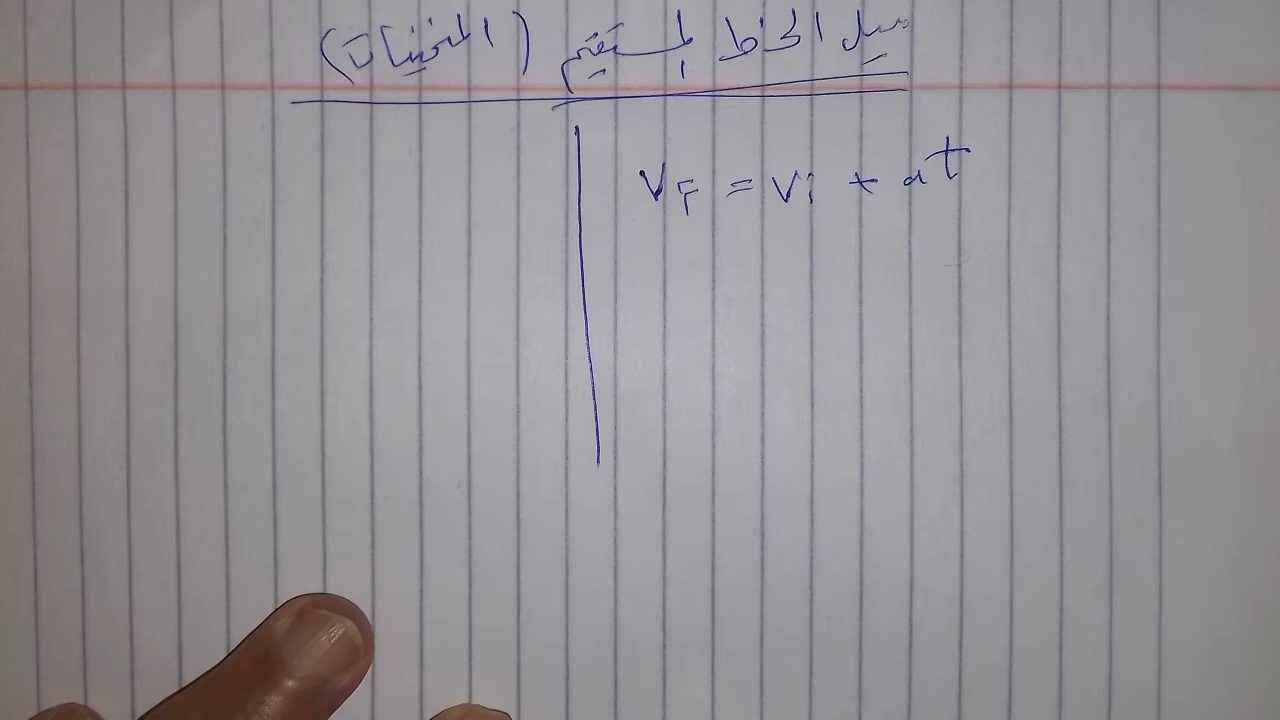 ميل الخط المستقيم (المنحنيات)
VF = Vi + at